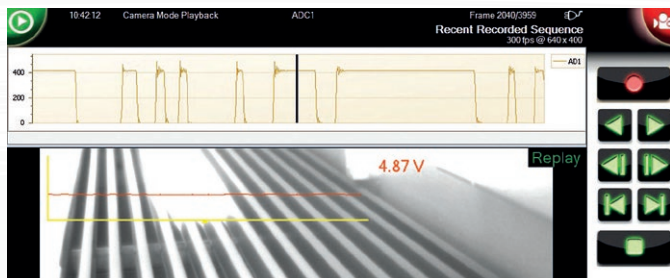 10:42.12 Camera Mode Playback ADC1 Frame 2040/3959
Recent Recorded Sequence
300 fps @ 640 x 400
400
200
0
AD1
4.87 V
Replay